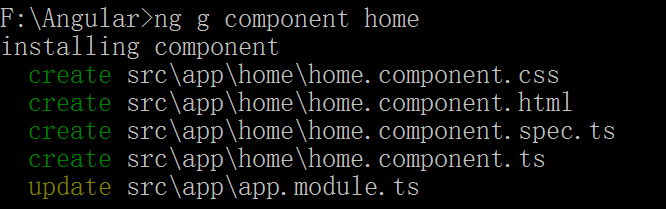 F:\Angular>ng g component home
installing component
  create src\app\home\home.component.css
  create src\app\home\home.component.html
  create src\app\home\home.component.spec.ts
  create src\app\home\home.component.ts
  update src\app\app.module.ts